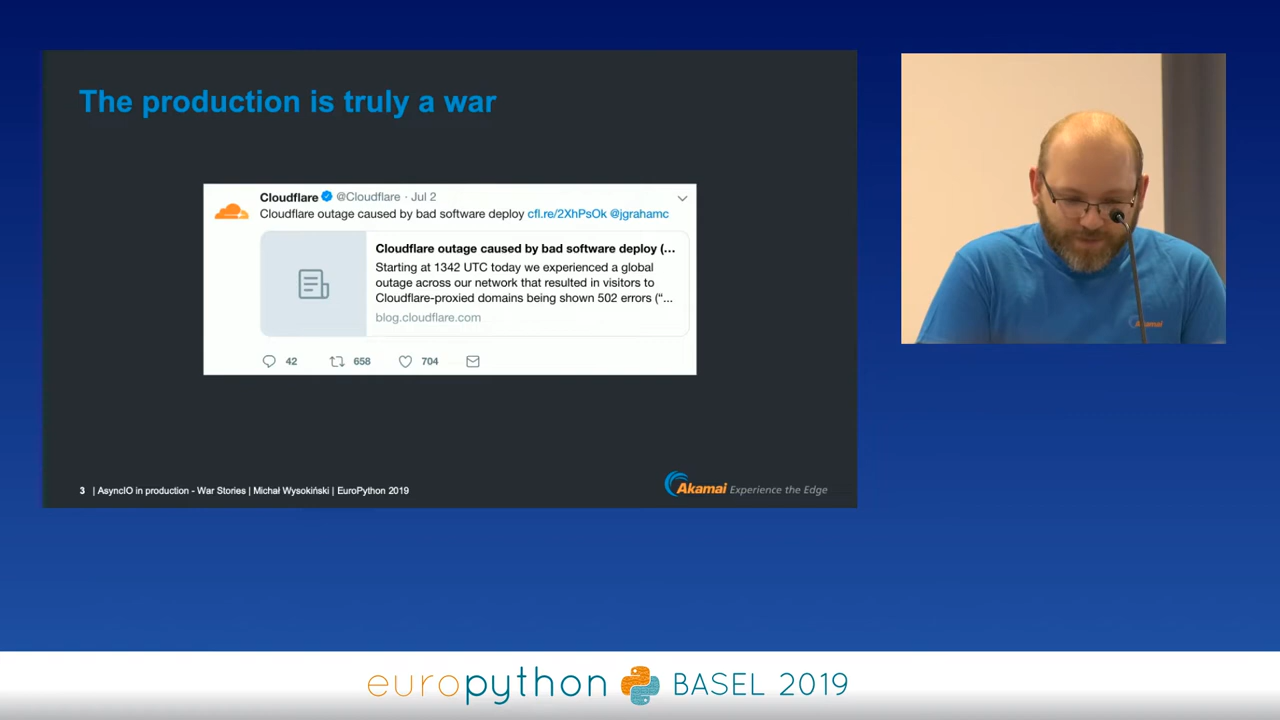 The production is truly a war
Cloudflare @Cloudflare · Jul 2
Cloudflare outage caused by bad software deploy cfl.re/2XhPsOk @jgrahamc
Cloudflare outage caused by bad software deploy (...
Starting at 1342 UTC today we experienced a global
outage across our network that resulted in visitors to
Cloudflare-proxied domains being shown 502 errors (“...
blog.cloudflare.com
42 658 704
3 | AsyncIO in production - War Stories | Michał Wysokiński | EuroPython 2019
Akamai Experience the Edge
Akamai
europython BASEL 2019